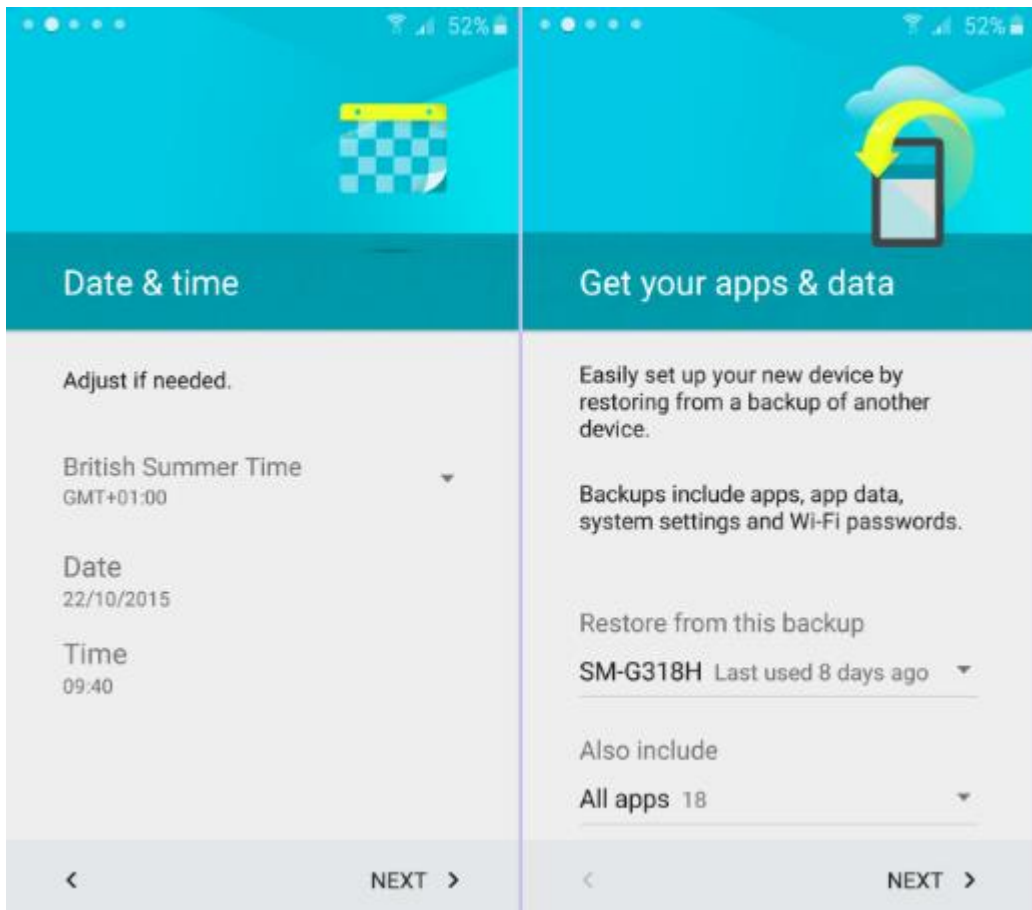 52%
Date & time
Adjust if needed.
British Summer Time
GMT+01:00
Date
22/10/2015
Time
09:40
NEXT
52%
Get your apps & data
Easily set up your new device by
restoring from a backup of another
device.
Backups include apps, app data,
system settings and Wi-Fi passwords.
Restore from this backup
SM-G318H Last used 8 days ago
Also include
All apps 18
NEXT